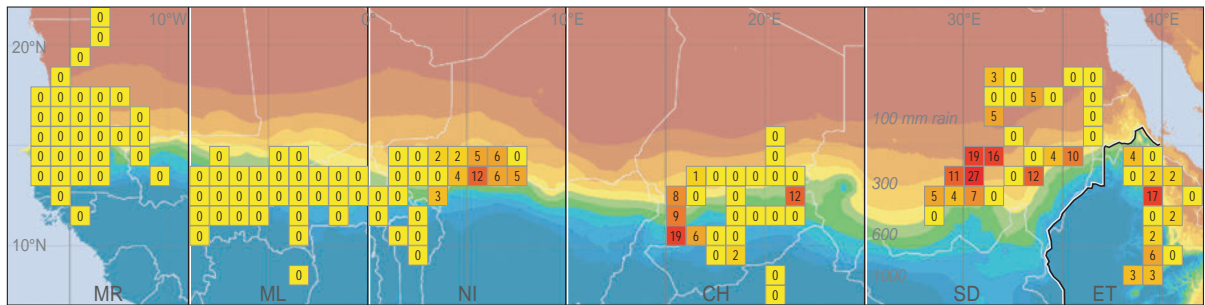 0 10°W 0° 10°E 20°E 30°E 40°E
0
20°N
0
0 3 0 0 0
0 0 0 0 0 0 0 5 0 0
0 0 0 0 0 100 mm rain 5 0
0 0 0 0 0 0 0 0 0
0 0 0 0 0 0 0 0 0 0 2 2 5 6 0 0 19 16 0 4 10 4 0
0 0 0 0 0 0 0 0 0 0 0 0 0 0 0 0 0 4 12 6 5 1 0 0 0 0 0 11 27 0 12 0 2 2
0 0 0 0 0 0 0 0 0 0 0 0 0 3 8 0 0 0 0 12 300 5 4 7 0 0 17 0
0 0 0 0 0 0 0 0 0 9 0 0 0 0 0 0 2 0
10°N 0 0 0 0 19 6 0 0 600 2
0 0 2 6 0
0 0 1000 3 3
MR ML NI CH 0 SD ET